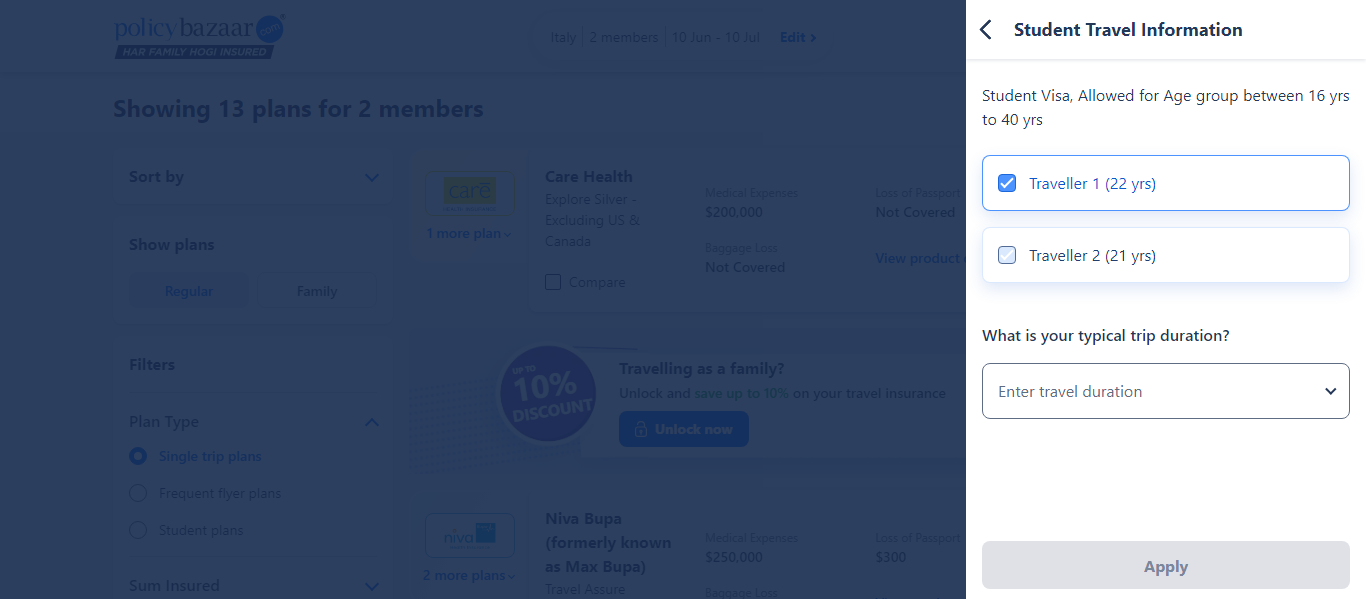 policybazaar.com
HAR FAMILY HOGI INSURED
Italy 2 members 10 Jun - 10 Jul Edit >
Showing 13 plans for 2 members
Sort by
Show plans
Regular Family
Filters
Plan Type
Single trip plans
Frequent flyer plans
Student plans
Sum Insured
care
1 more plan
Care Health
Explore Silver -
Excluding US &
Canada
Compare
Medical Expenses
$200,000
Baggage Loss
Not Covered
Loss of Passport
Not Covered
View product
UP TO
10%
DISCOUNT
Travelling as a family?
Unlock and save up to 10% on your travel insurance
Unlock now
niva
2 more plans
Niva Bupa
(formerly known
as Max Bupa)
Travel Assure
Medical Expenses
$250,000
Baggage Loss
Loss of Passport
$300
Student Travel Information
Student Visa, Allowed for Age group between 16 yrs
to 40 yrs
Traveller 1 (22 yrs)
Traveller 2 (21 yrs)
What is your typical trip duration?
Enter travel duration
Apply